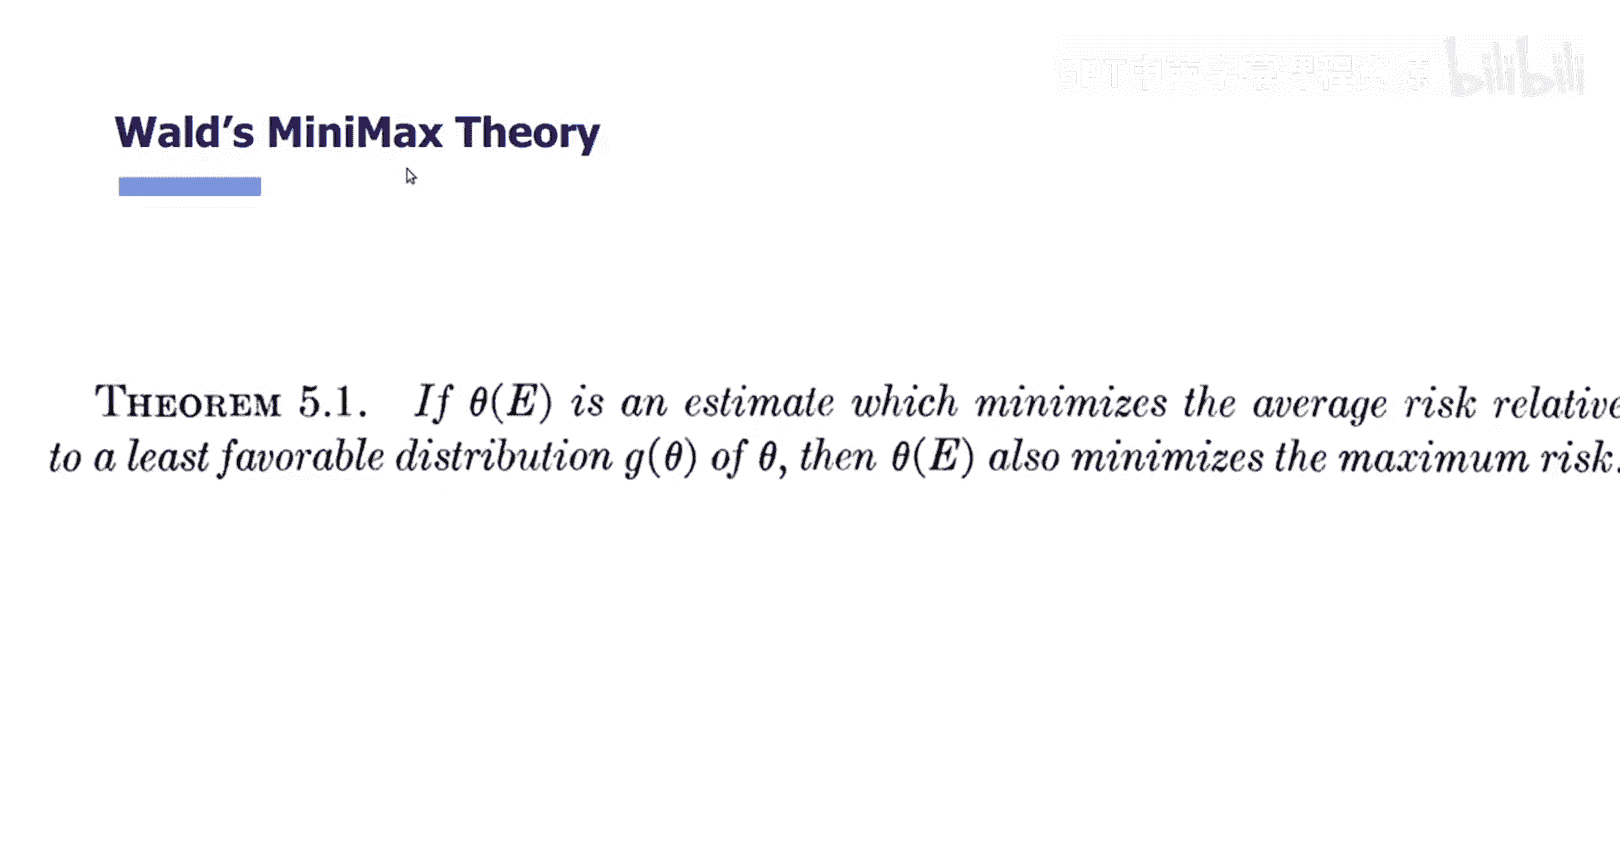 bilibili
Wald’s MiniMax Theory
THEOREM 5.1. If θ(E) is an estimate which minimizes the average risk relative
to a least favorable distribution g(θ) of θ, then θ(E) also minimizes the maximum risk.